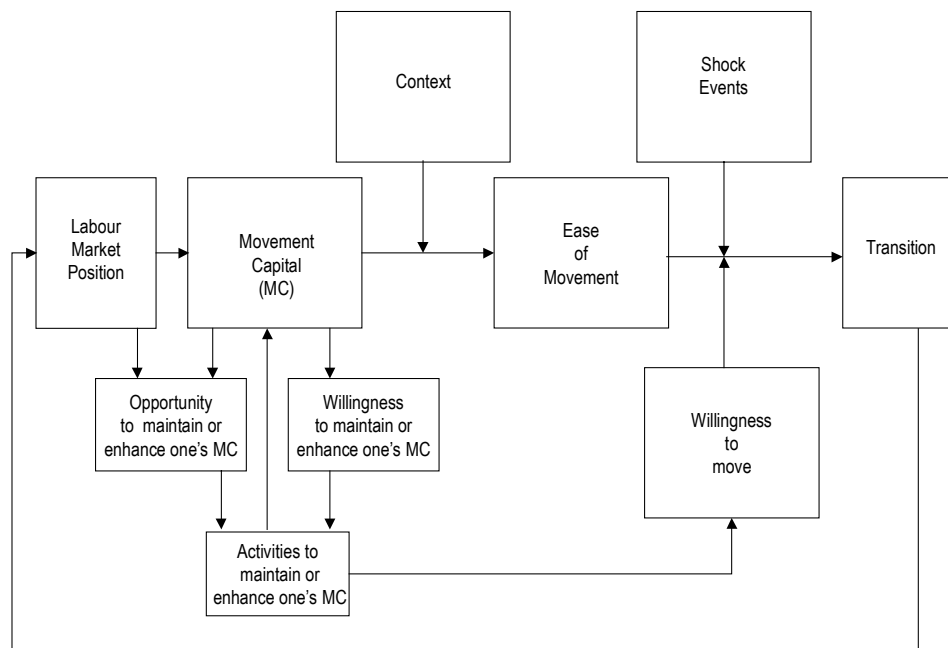 Context
Shock
Events
Labour
Market
Position
Movement
Capital
(MC)
Ease
of
Movement
Transition
Opportunity
to maintain or
enhance one's MC
Willingness
to maintain or
enhance one's MC
Willingness
to
move
Activities to
maintain or
enhance one's MC